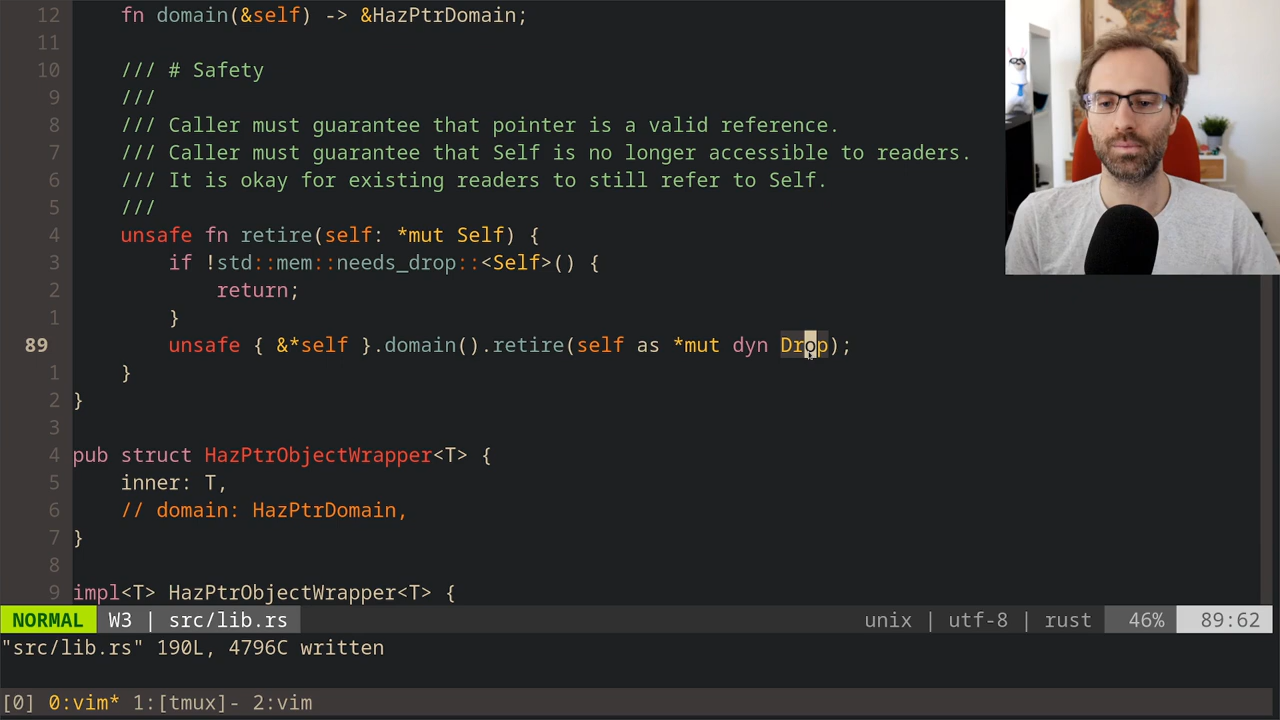 12 fn domain(&self) -> &HazPtrDomain;
11
10 /// # Safety
9 ///
8 /// Caller must guarantee that pointer is a valid reference.
7 /// Caller must guarantee that Self is no longer accessible to readers.
6 /// It is okay for existing readers to still refer to Self.
5 ///
4 unsafe fn retire(self: *mut Self) {
3 if !std::mem::needs_drop::<Self>() {
2 return;
1 }
89 unsafe { &*self }.domain().retire(self as *mut dyn Drop);
1 }
2 }
3
4 pub struct HazPtrObjectWrapper<T> {
5 inner: T,
6 // domain: HazPtrDomain,
7 }
8
9 impl<T> HazPtrObjectWrapper<T> {
NORMAL W3 | src/lib.rs unix | utf-8 | rust 46% 89:62
"src/lib.rs" 190L, 4796C written
[0] 0:vim* 1:[tmux]- 2:vim